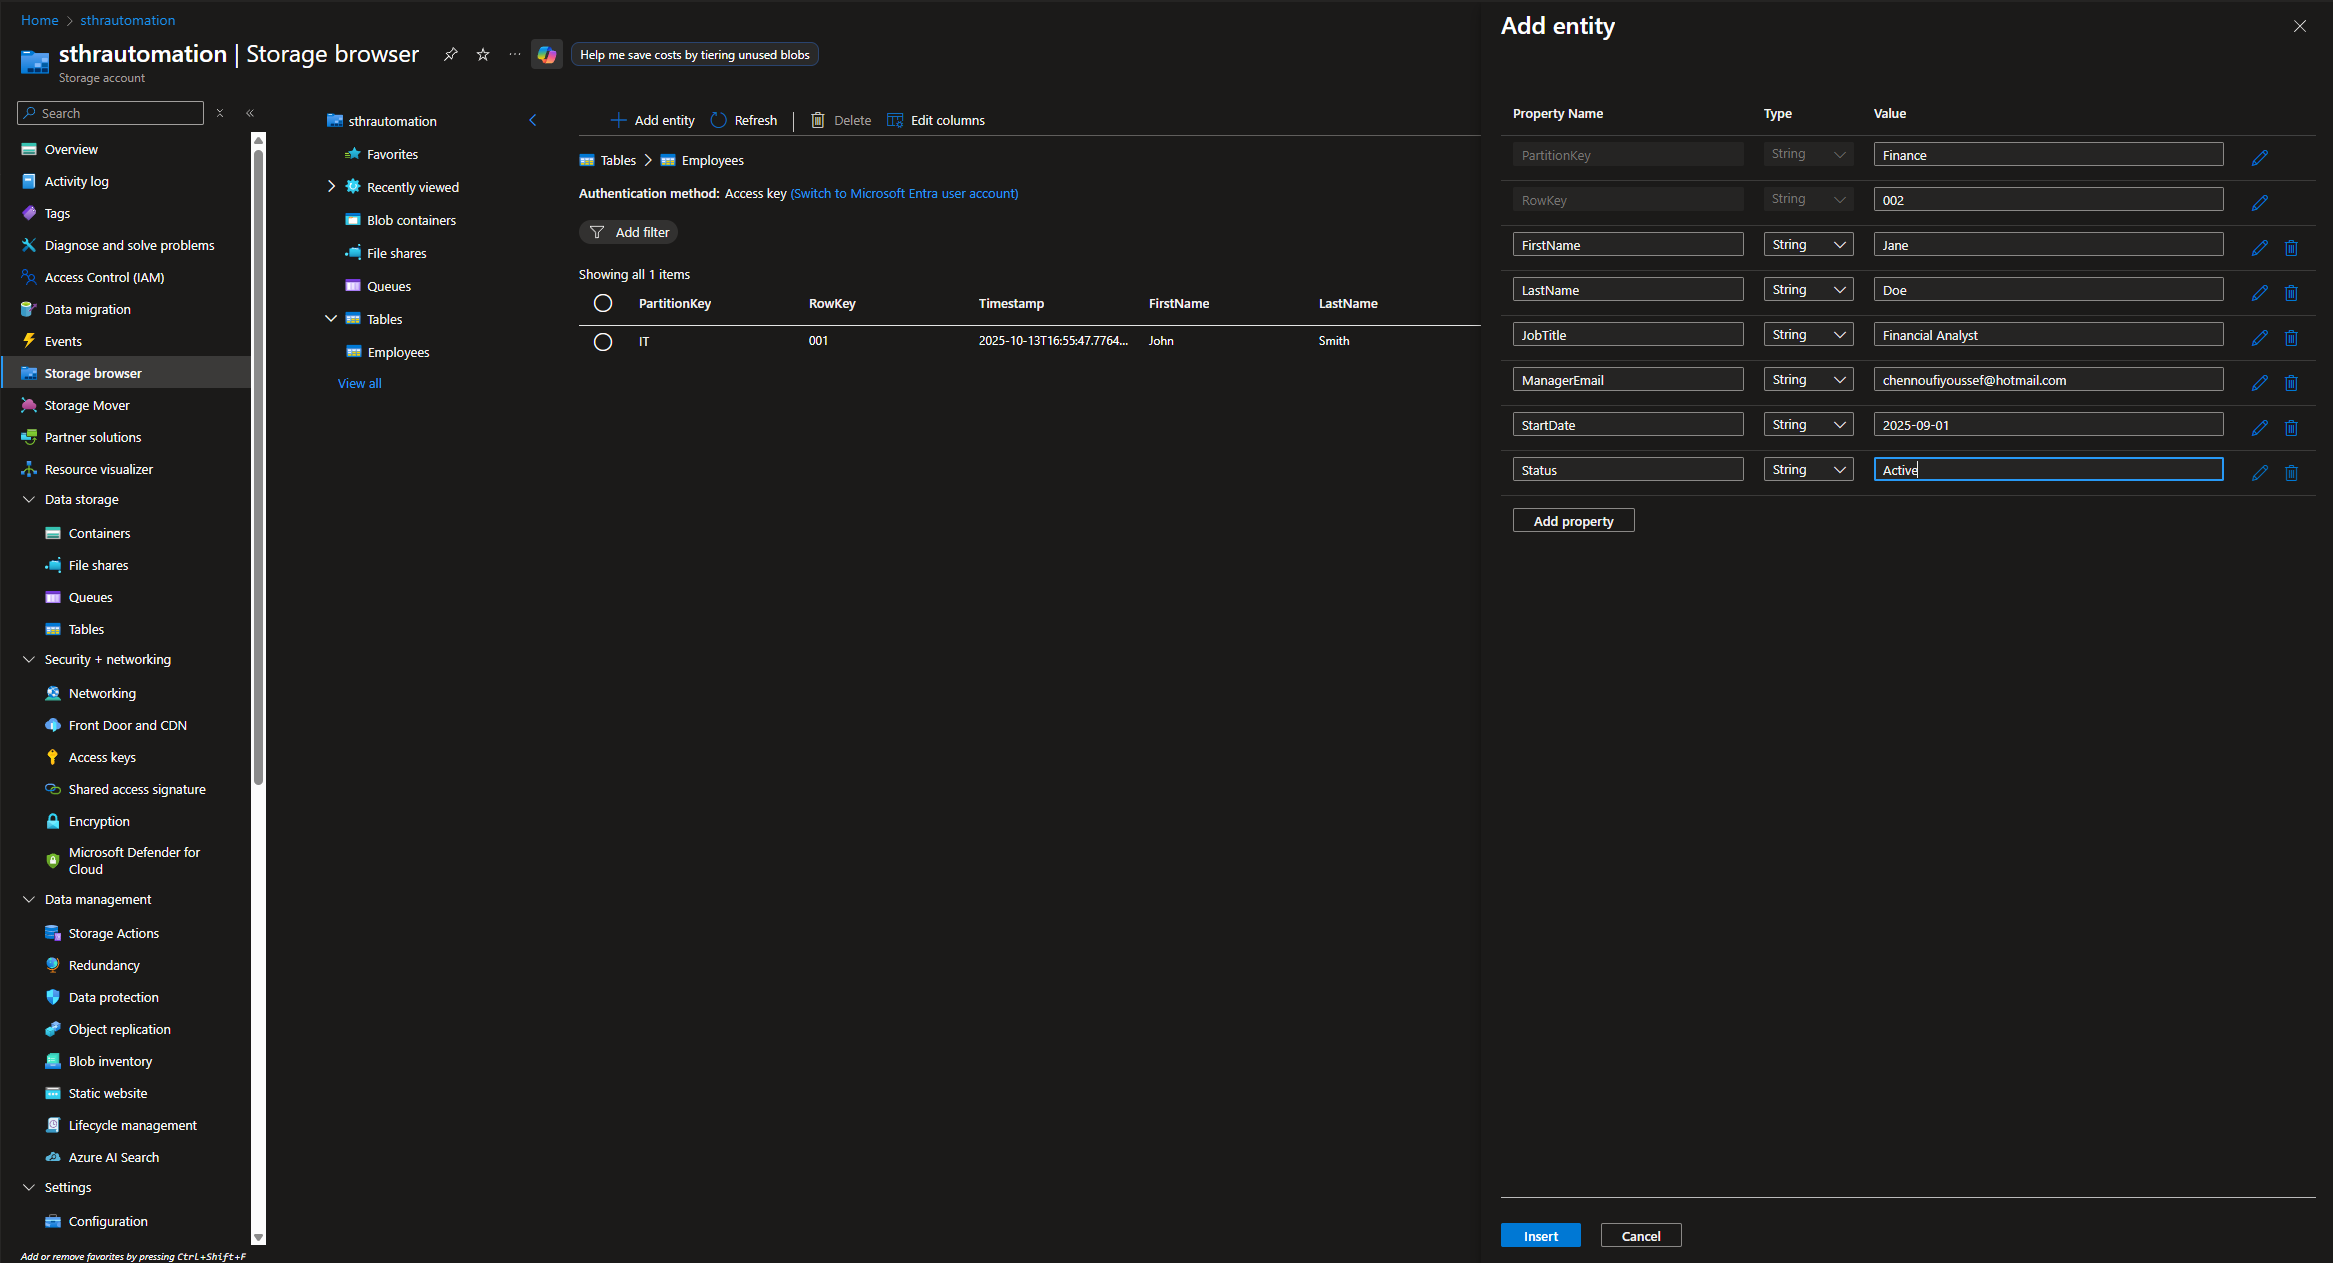 Home > sthrautomation
sthrautomation | Storage browser
Help me save costs by tiering unused blobs
Storage account
Search
Overview
Activity log
Tags
Diagnose and solve problems
Access Control (IAM)
Data migration
Events
Storage browser
Storage Mover
Partner solutions
Resource visualizer
Data storage
Containers
File shares
Queues
Tables
Security + networking
Networking
Front Door and CDN
Access keys
Shared access signature
Encryption
Microsoft Defender for
Cloud
Data management
Storage Actions
Redundancy
Data protection
Object replication
Blob inventory
Static website
Lifecycle management
Azure AI Search
Settings
Configuration
Add or remove favorites by pressing Ctrl+Shift+F
sthrautomation
Favorites
Recently viewed
Blob containers
File shares
Queues
Tables
Employees
View all
Add entity Refresh | Delete Edit columns
Tables > Employees
Authentication method: Access key (Switch to Microsoft Entra user account)
Add filter
Showing all 1 items
PartitionKey RowKey Timestamp FirstName LastName
IT 001 2025-10-13T16:55:47.7764... John Smith
Add entity
Property Name Type Value
PartitionKey String Finance
RowKey String 002
FirstName String Jane
LastName String Doe
JobTitle String Financial Analyst
ManagerEmail String chennoufiyoussef@hotmail.com
StartDate String 2025-09-01
Status String Active
Add property
Insert Cancel